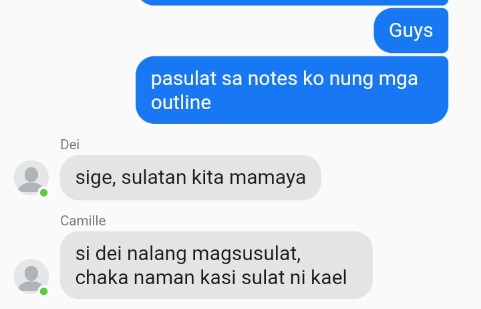 Guys
pasulat sa notes ko nung mga
outline
Dei
sige, sulatan kita mamaya
Camille
si dei nalang magsusulat,
chaka naman kasi sulat ni kael